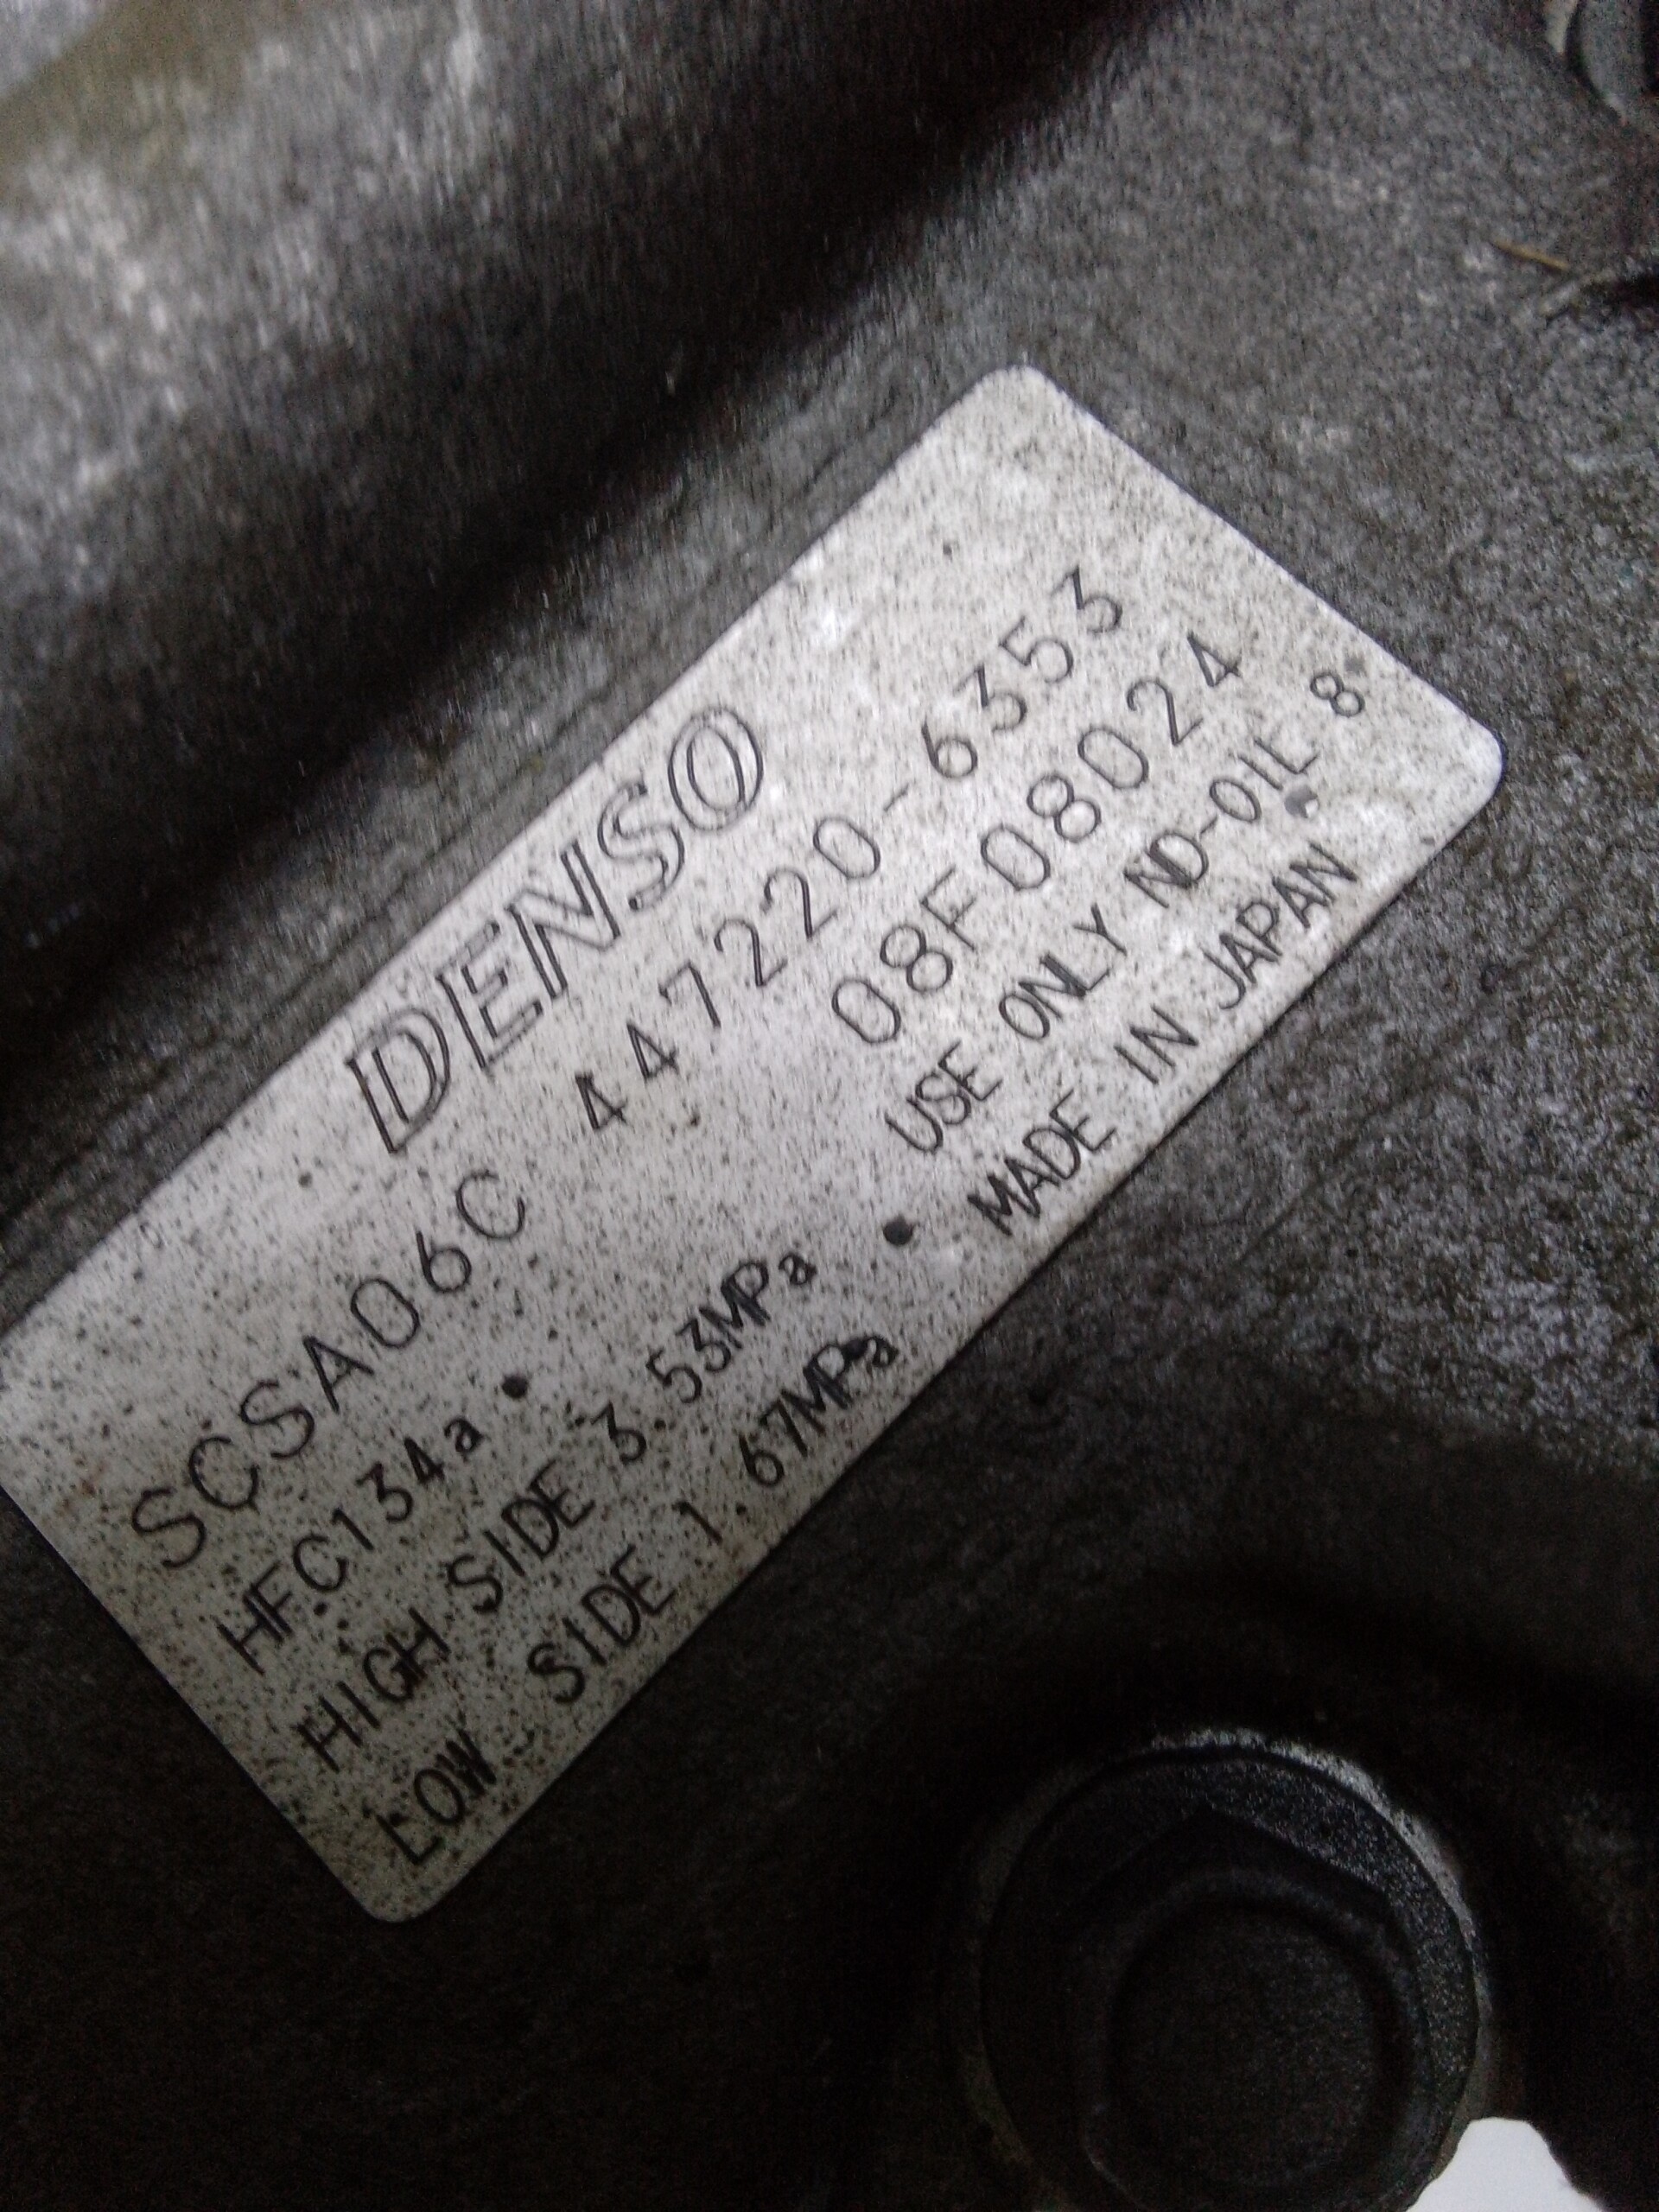 DENSO
SCSA06C 447220-6353
HFC134a 08F08024
HIGH SIDE 3.53MPa USE ONLY ND-OIL 8
LOW SIDE 1.67MPa MADE IN JAPAN